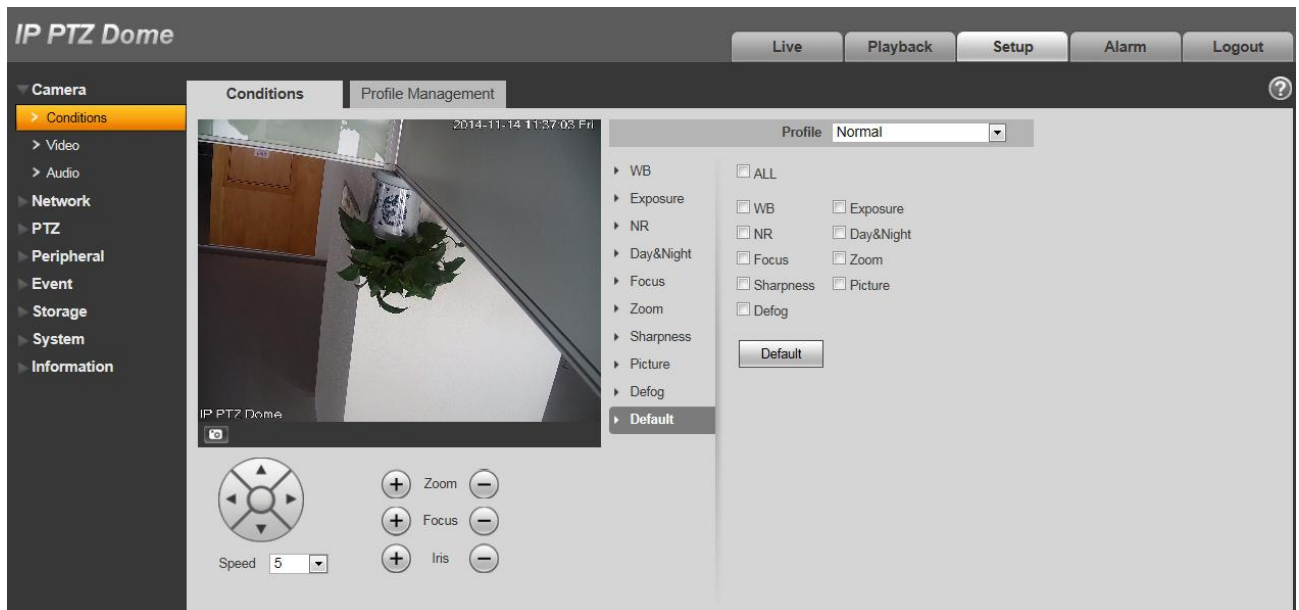 IP PTZ Dome
Live Playback Setup Alarm Logout
Camera
Conditions
Video
Audio
Network
PTZ
Peripheral
Event
Storage
System
Information
Conditions Profile Management
2014-11-14 11:37:03 Fri
IP PTZ Dome
Zoom
Focus
Iris
Speed 5
Profile Normal
WB
Exposure
NR
Day&Night
Focus
Zoom
Sharpness
Picture
Defog
Default
ALL
WB Exposure
NR Day&Night
Focus Zoom
Sharpness Picture
Defog
Default